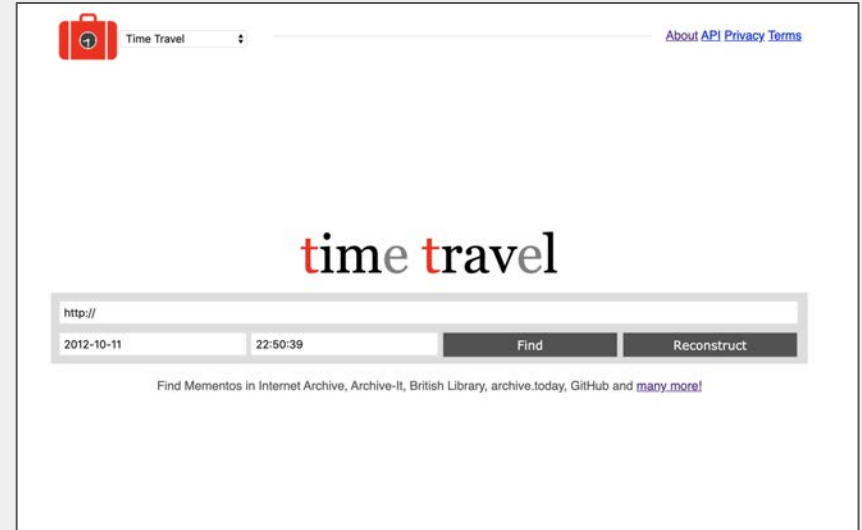 Time Travel
About API Privacy Terms
time travel
http://
2012-10-11 22:50:39 Find Reconstruct
Find Mementos in Internet Archive, Archive-It, British Library, archive.today, GitHub and many more!